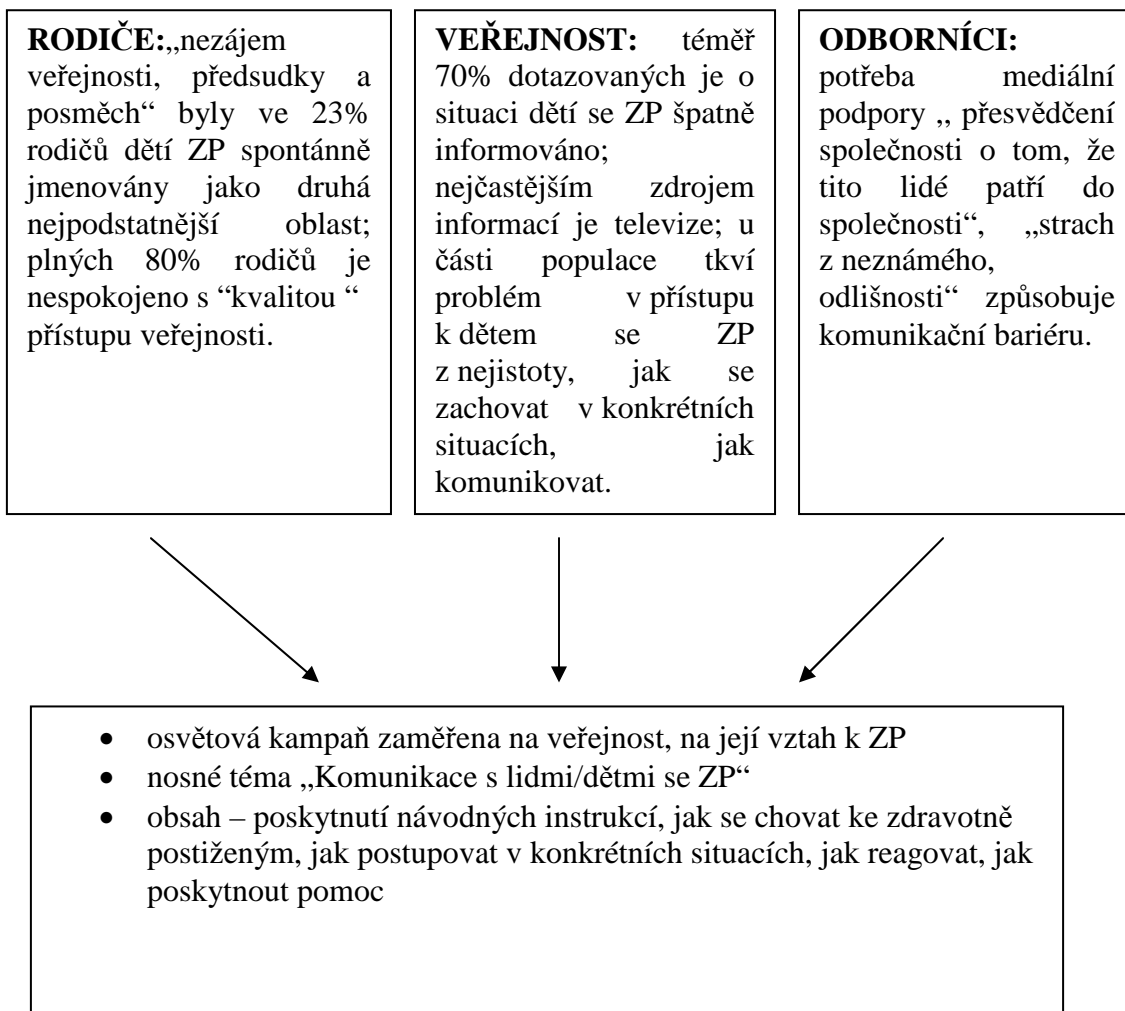 RODIČE:„nezájem
veřejnosti, předsudky a
posměch“ byly ve 23%
rodičů dětí ZP spontánně
jmenovány jako druhá
nejpodstatnější oblast;
plných 80% rodičů je
nespokojeno s “kvalitou “
přístupu veřejnosti.
VEŘEJNOST: téměř
70% dotazovaných je o
situaci dětí se ZP špatně
informováno;
nejčastějším zdrojem
informací je televize; u
části populace tkví
problém v přístupu
k dětem se ZP
z nejistoty, jak se
zachovat v konkrétních
situacích, jak
komunikovat.
ODBORNÍCI:
potřeba mediální
podpory „ přesvědčení
společnosti o tom, že
tito lidé patří do
společnosti“, „strach
z neznámého,
odlišnosti“ způsobuje
komunikační bariéru.
• osvětová kampaň zaměřena na veřejnost, na její vztah k ZP
• nosné téma „Komunikace s lidmi/dětmi se ZP“
• obsah – poskytnutí návodných instrukcí, jak se chovat ke zdravotně
postiženým, jak postupovat v konkrétních situacích, jak reagovat, jak
poskytnout pomoc